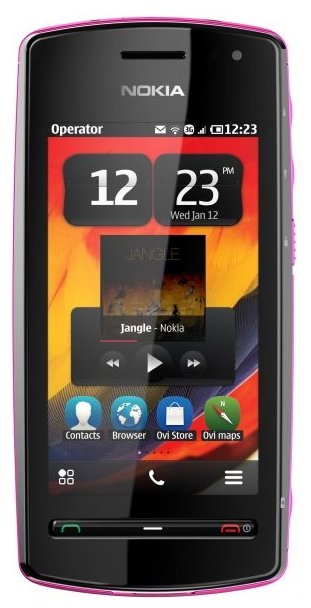 NOKIA
Operator 3G 12:23
12 23 PM
Wed Jan 12
JANGLE
Jangle - Nokia
Contacts Browser Ovi Store Ovi maps